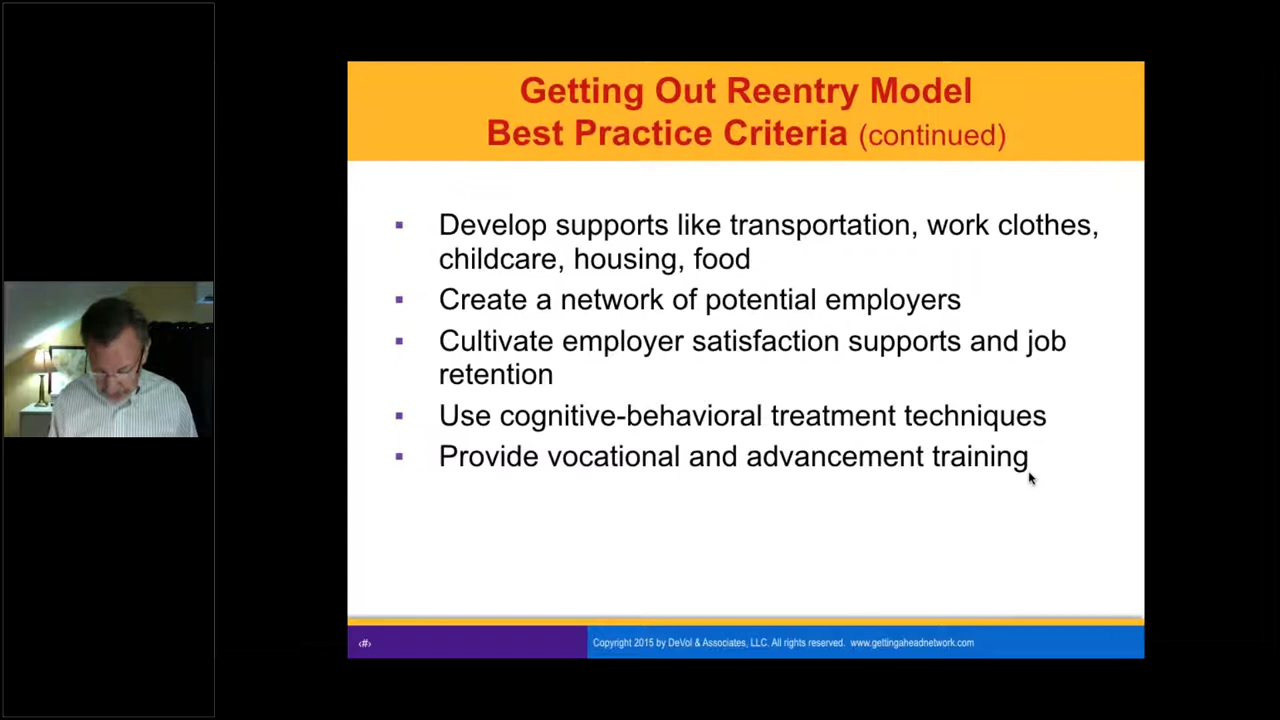 Getting Out Reentry Model
Best Practice Criteria (continued)
▪ Develop supports like transportation, work clothes,
childcare, housing, food
▪ Create a network of potential employers
▪ Cultivate employer satisfaction supports and job
retention
▪ Use cognitive-behavioral treatment techniques
▪ Provide vocational and advancement training
‹#›
Copyright 2015 by DeVol & Associates, LLC. All rights reserved. www.gettingaheadnetwork.com